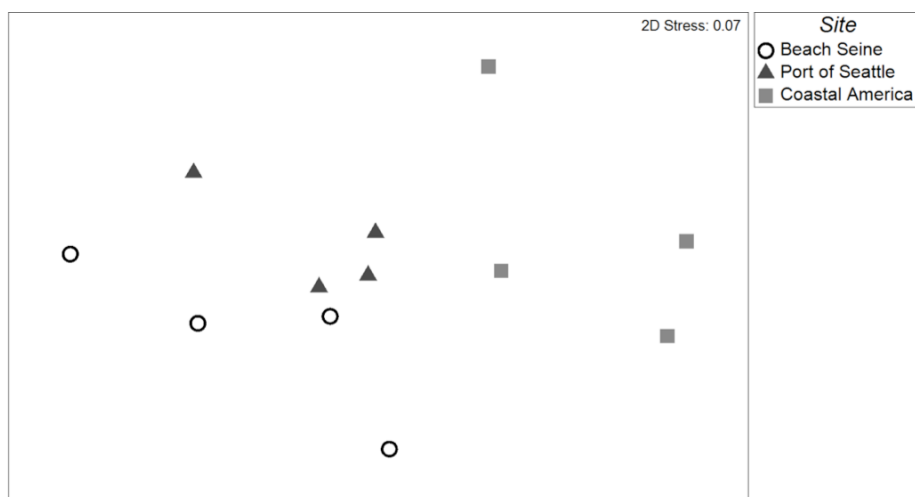 2D Stress: 0.07
Site
Beach Seine
Port of Seattle
Coastal America